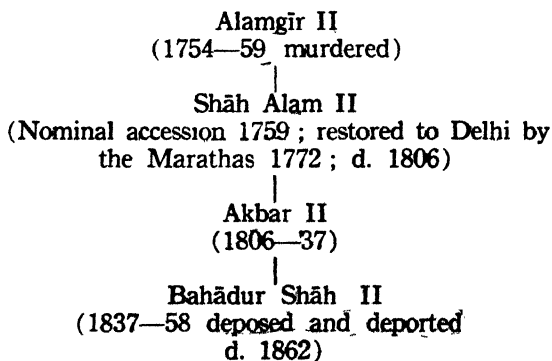 Alamgīr II
(1754—59 murdered)
Shāh Alam II
(Nominal accession 1759 ; restored to Delhi by
the Marathas 1772 ; d. 1806)
Akbar II
(1806—37)
Bahādur Shāh II
(1837—58 deposed and deported
d. 1862)